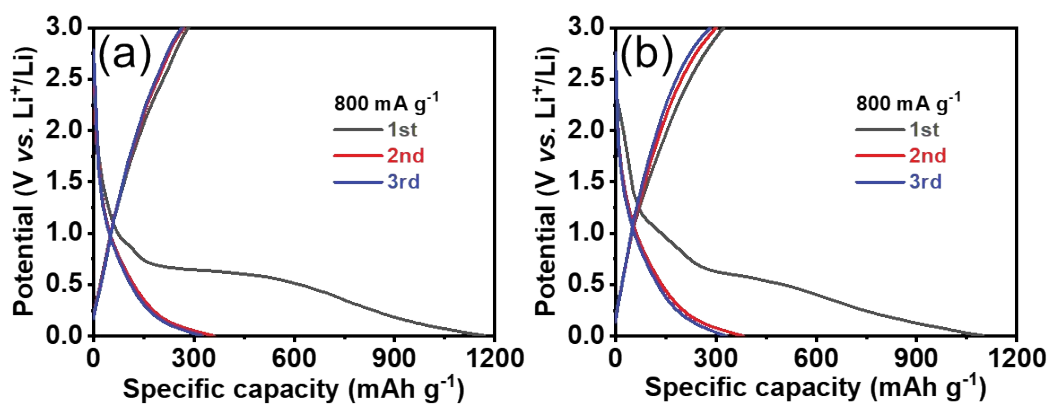 (a)
3.0
2.5
2.0
1.5
1.0
0.5
0.0
Potential (V vs. Li⁺/Li)
800 mA g⁻¹
1st
2nd
3rd
0 300 600 900 1200
Specific capacity (mAh g⁻¹)
(b)
3.0
2.5
2.0
1.5
1.0
0.5
0.0
Potential (V vs. Li⁺/Li)
800 mA g⁻¹
1st
2nd
3rd
0 300 600 900 1200
Specific capacity (mAh g⁻¹)